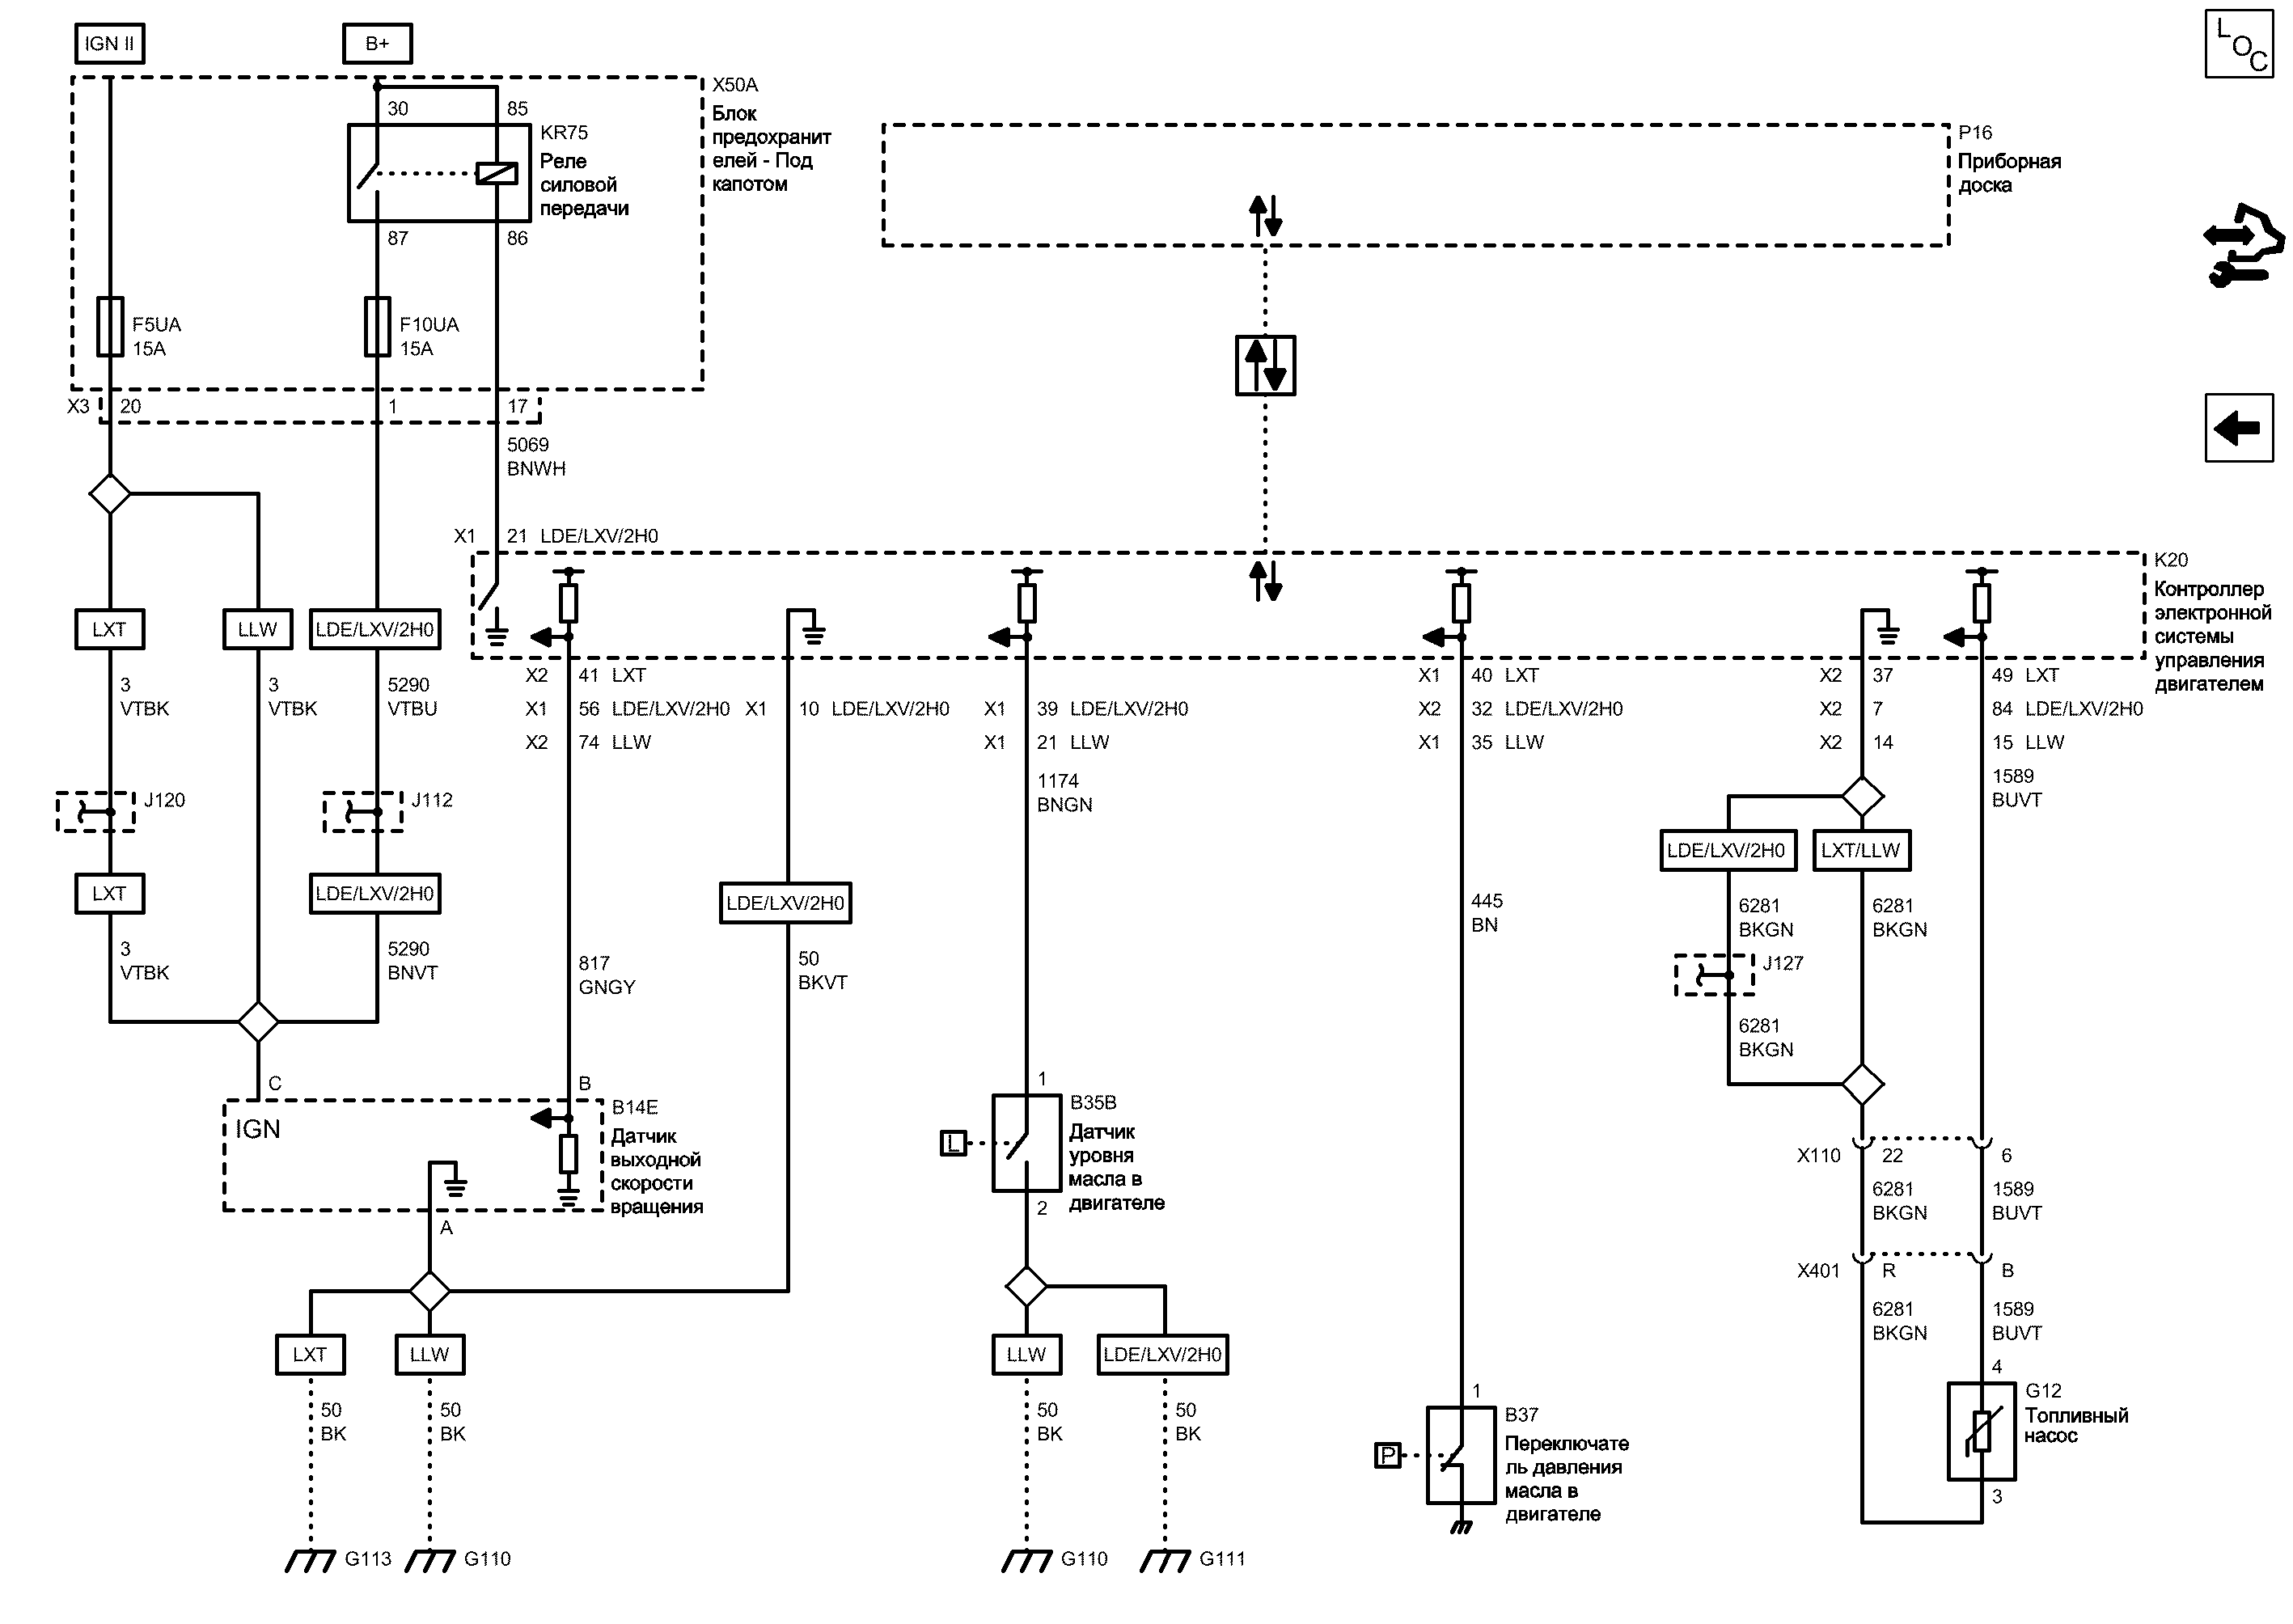 IGN II
B+
L
O
C
X50A
Блок
предохранит
елей - Под
капотом
30
85
KR75
Реле
силовой
передачи
87
86
P16
Приборная
доска
F5UA
15A
F10UA
15A
X3
20
1
17
5069
BNWH
X1
21
LDE/LXV/2H0
K20
Контроллер
электронной
системы
управления
двигателем
LXT
LLW
LDE/LXV/2H0
3
VTBK
3
VTBK
5290
VTBU
X2 41 LXT
X1 56 LDE/LXV/2H0
X2 74 LLW
X1 10 LDE/LXV/2H0
X1 39 LDE/LXV/2H0
X1 21 LLW
1174
BNGN
X1 40 LXT
X2 32 LDE/LXV/2H0
X1 35 LLW
X2 37
X2 7
X2 14
49 LXT
84 LDE/LXV/2H0
15 LLW
1589
BUVT
J120
J112
LXT
LDE/LXV/2H0
LDE/LXV/2H0
LDE/LXV/2H0
LXT/LLW
3
VTBK
5290
BNVT
817
GNGY
50
BKVT
445
BN
6281
BKGN
6281
BKGN
J127
6281
BKGN
C
B
IGN
B14E
Датчик
выходной
скорости
вращения
A
1
B35B
Датчик
уровня
масла в
двигателе
L
2
X110
22
6
6281
BKGN
1589
BUVT
X401
R
B
6281
BKGN
1589
BUVT
LXT
LLW
LLW
LDE/LXV/2H0
50
BK
50
BK
50
BK
50
BK
1
B37
Переключате
ль давления
масла в
двигателе
P
4
G12
Топливный
насос
3
G113
G110
G110
G111